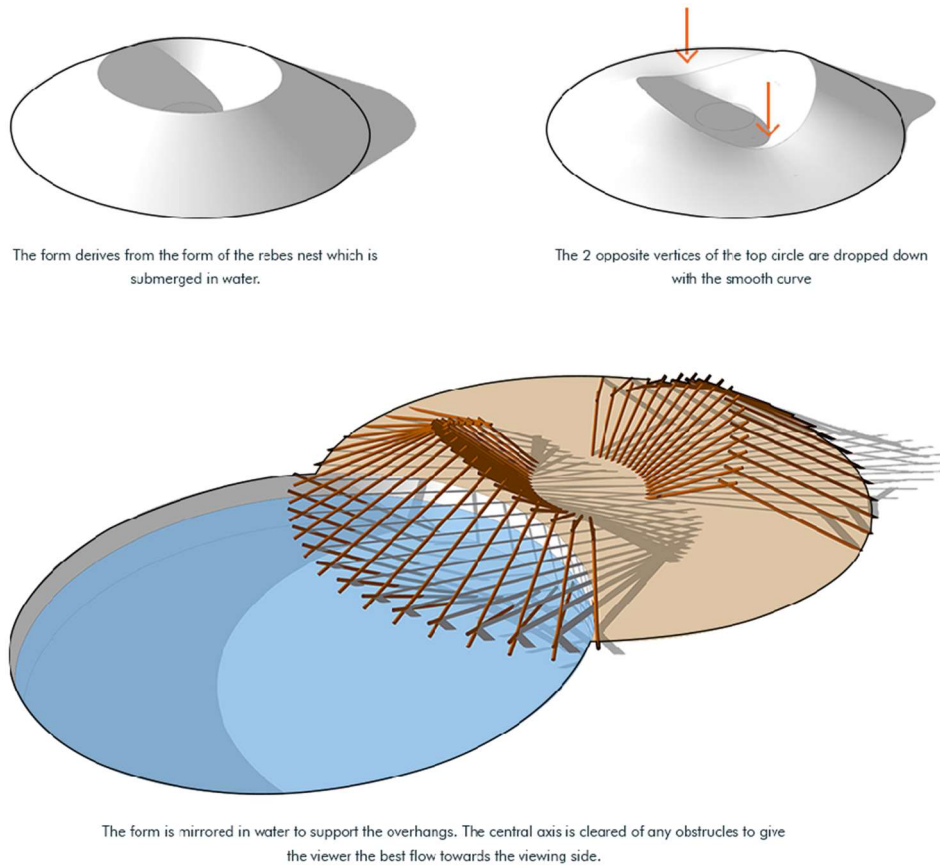 The form derives from the form of the rebes nest which is
submerged in water.
The 2 opposite vertices of the top circle are dropped down
with the smooth curve
The form is mirrored in water to support the overhangs. The central axis is cleared of any obstrucles to give
the viewer the best flow towards the viewing side.